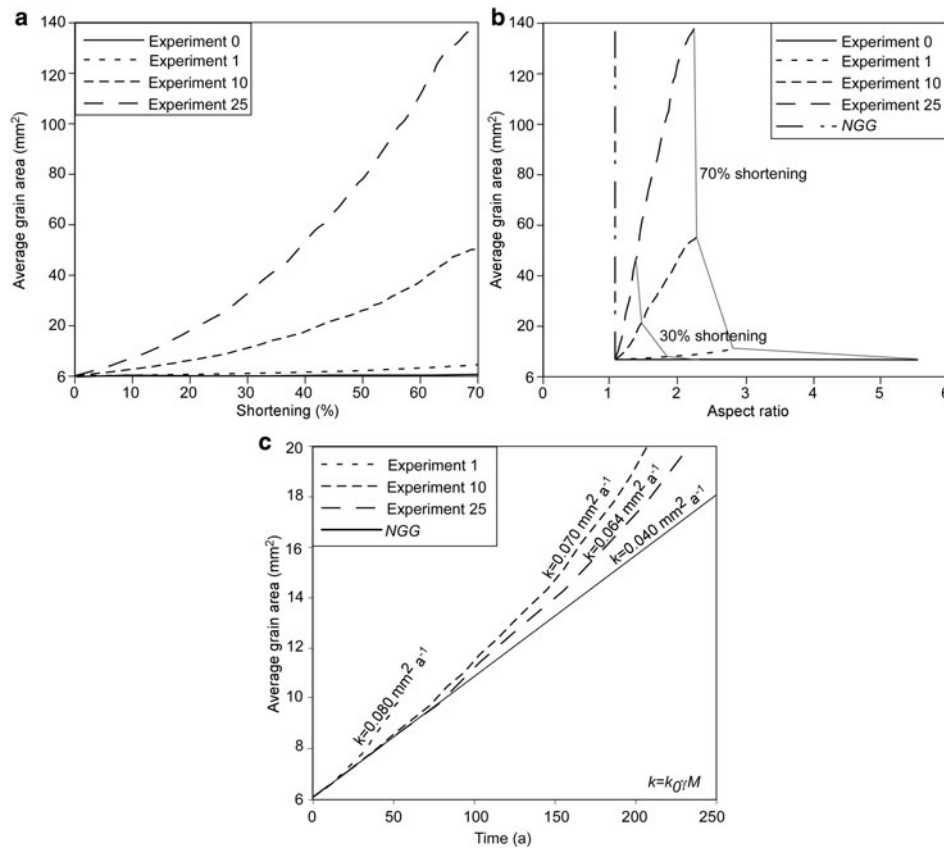 a
140
120
100
80
60
40
20
6
Average grain area (mm²)
Experiment 0
Experiment 1
Experiment 10
Experiment 25
0 10 20 30 40 50 60 70
Shortening (%)
b
140
120
100
80
60
40
20
6
Average grain area (mm²)
Experiment 0
Experiment 1
Experiment 10
Experiment 25
NGG
70% shortening
30% shortening
0 1 2 3 4 5 6
Aspect ratio
c
20
18
16
14
12
10
8
6
Average grain area (mm²)
Experiment 1
Experiment 10
Experiment 25
NGG
k=0.080 mm² a⁻¹
k=0.070 mm² a⁻¹
k=0.064 mm² a⁻¹
k=0.040 mm² a⁻¹
k=k₀γM
0 50 100 150 200 250
Time (a)